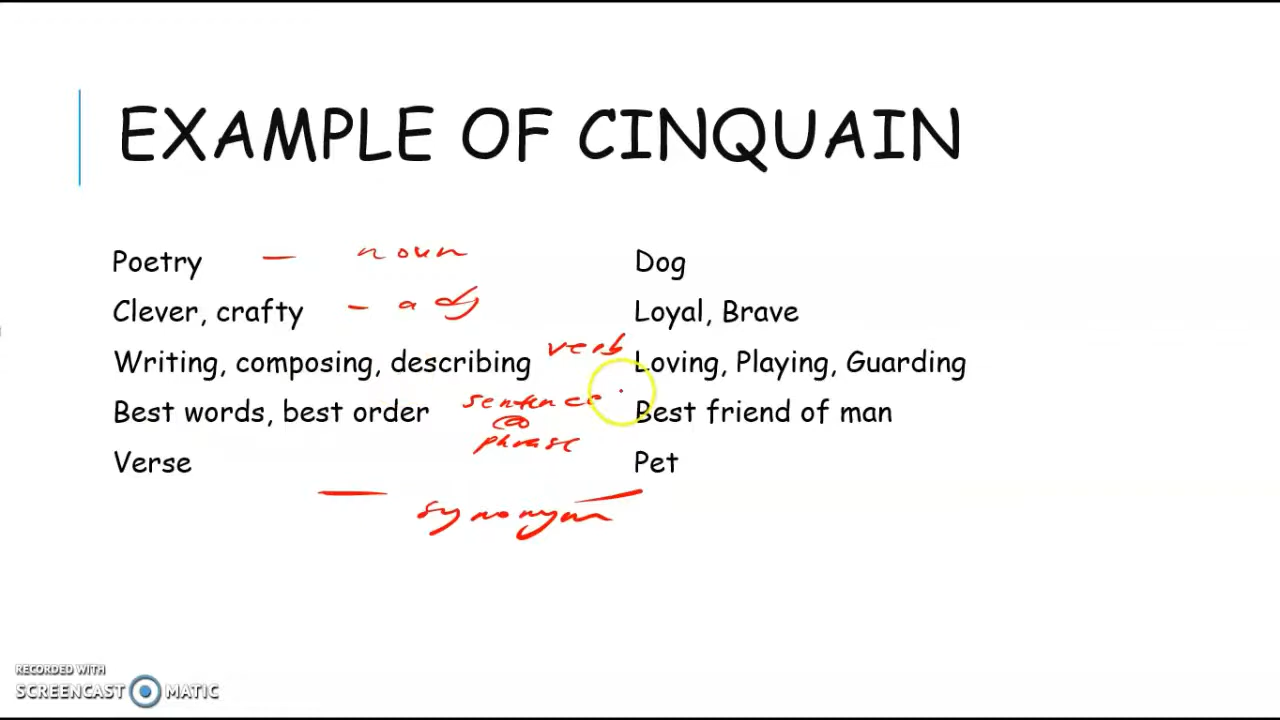 EXAMPLE OF CINQUAIN
Poetry — noun
Clever, crafty - adj
Writing, composing, describing verb
Best words, best order sentence
@
phrase
Verse
synonym
Dog
Loyal, Brave
Loving, Playing, Guarding
Best friend of man
Pet
RECORDED WITH
SCREENCAST MATIC